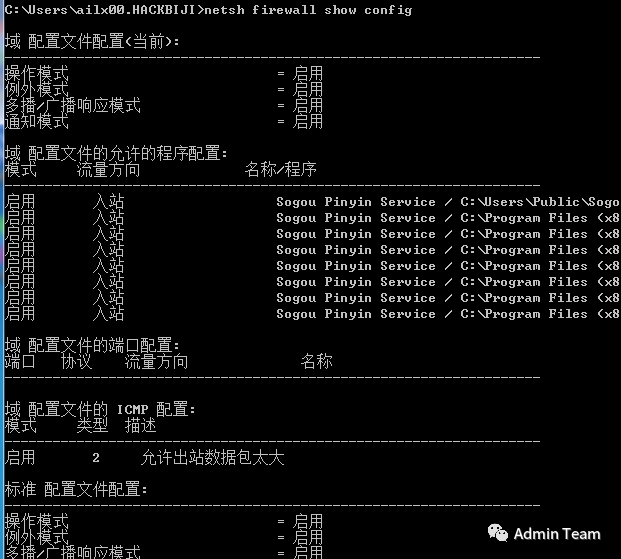 C:\Users\ailx00.HACKBIJI>netsh firewall show config
域 配置文件配置(当前):
-------------------------------------------------------------------
操作模式 = 启用
例外模式 = 启用
多播/广播响应模式 = 启用
通知模式 = 启用
域 配置文件的允许的程序配置:
模式 流量方向 名称/程序
-------------------------------------------------------------------
启用 入站 Sogou Pinyin Service / C:\Users\Public\Sogo
启用 入站 Sogou Pinyin Service / C:\Program Files (x8
启用 入站 Sogou Pinyin Service / C:\Program Files (x8
启用 入站 Sogou Pinyin Service / C:\Program Files (x8
启用 入站 Sogou Pinyin Service / C:\Program Files (x8
启用 入站 Sogou Pinyin Service / C:\Program Files (x8
启用 入站 Sogou Pinyin Service / C:\Program Files (x8
启用 入站 Sogou Pinyin Service / C:\Program Files (x8
域 配置文件的端口配置:
端口 协议 流量方向 名称
-------------------------------------------------------------------
域 配置文件的 ICMP 配置:
模式 类型 描述
-------------------------------------------------------------------
启用 2 允许出站数据包太大
标准 配置文件配置:
-------------------------------------------------------------------
操作模式 = 启用
例外模式 = 启用
多播/广播响应模式 = 启用
Admin Team